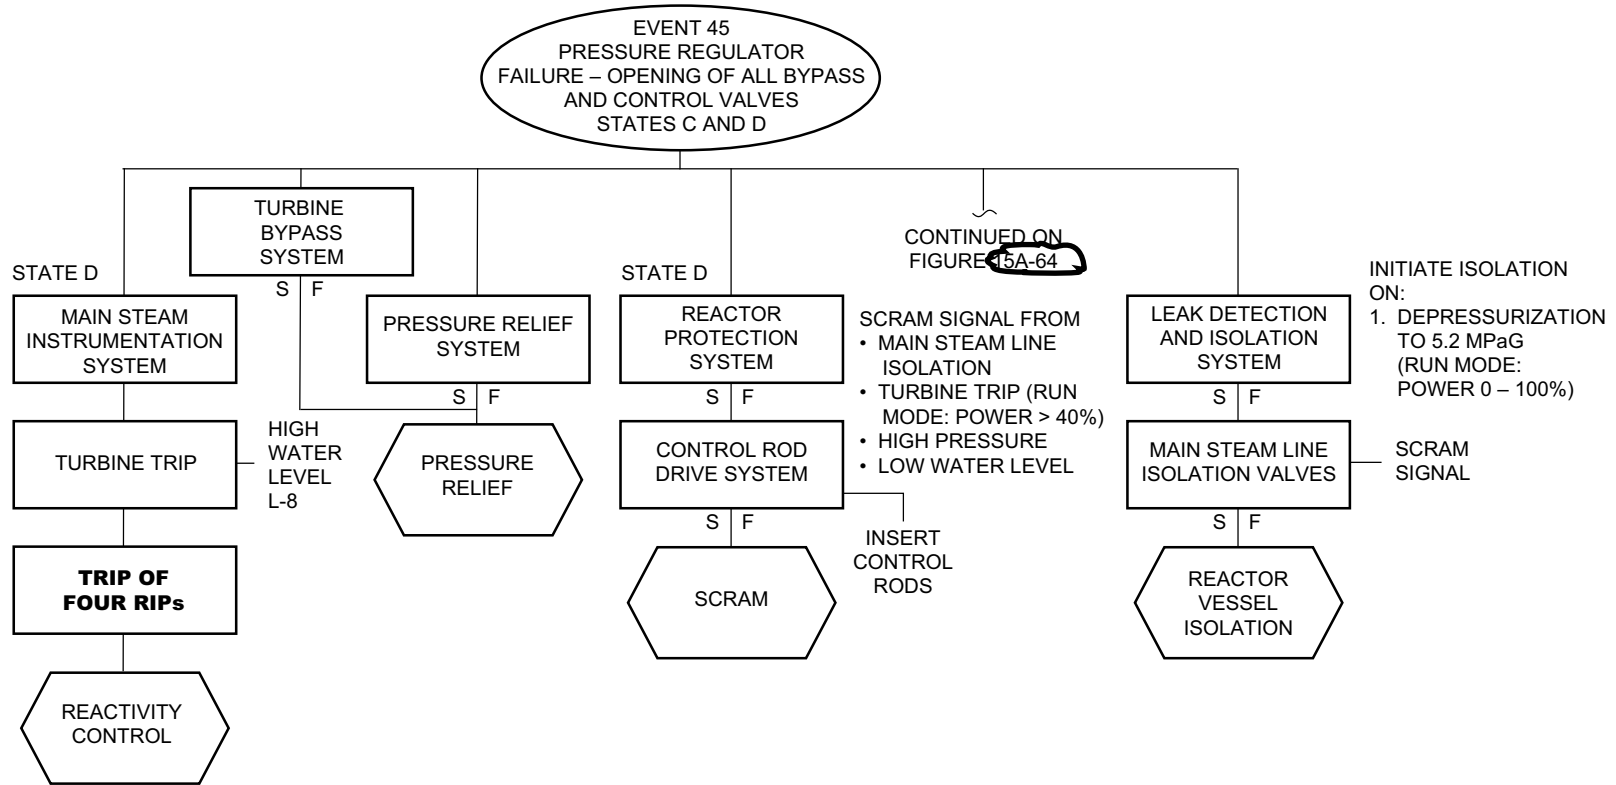 EVENT 45
PRESSURE REGULATOR
FAILURE – OPENING OF ALL BYPASS
AND CONTROL VALVES
STATES C AND D
TURBINE
BYPASS
SYSTEM
S F
STATE D
MAIN STEAM
INSTRUMENTATION
SYSTEM
TURBINE TRIP
HIGH
WATER
LEVEL
L-8
TRIP OF
FOUR RIPs
REACTIVITY
CONTROL
PRESSURE RELIEF
SYSTEM
S F
PRESSURE
RELIEF
STATE D
REACTOR
PROTECTION
SYSTEM
S F
CONTROL ROD
DRIVE SYSTEM
INSERT
CONTROL
RODS
S F
SCRAM
CONTINUED ON
FIGURE 15A-64
SCRAM SIGNAL FROM
• MAIN STEAM LINE
ISOLATION
• TURBINE TRIP (RUN
MODE: POWER > 40%)
• HIGH PRESSURE
• LOW WATER LEVEL
LEAK DETECTION
AND ISOLATION
SYSTEM
S F
MAIN STEAM LINE
ISOLATION VALVES
SCRAM
SIGNAL
S F
REACTOR
VESSEL
ISOLATION
INITIATE ISOLATION
ON:
1. DEPRESSURIZATION
TO 5.2 MPaG
(RUN MODE:
POWER 0 – 100%)